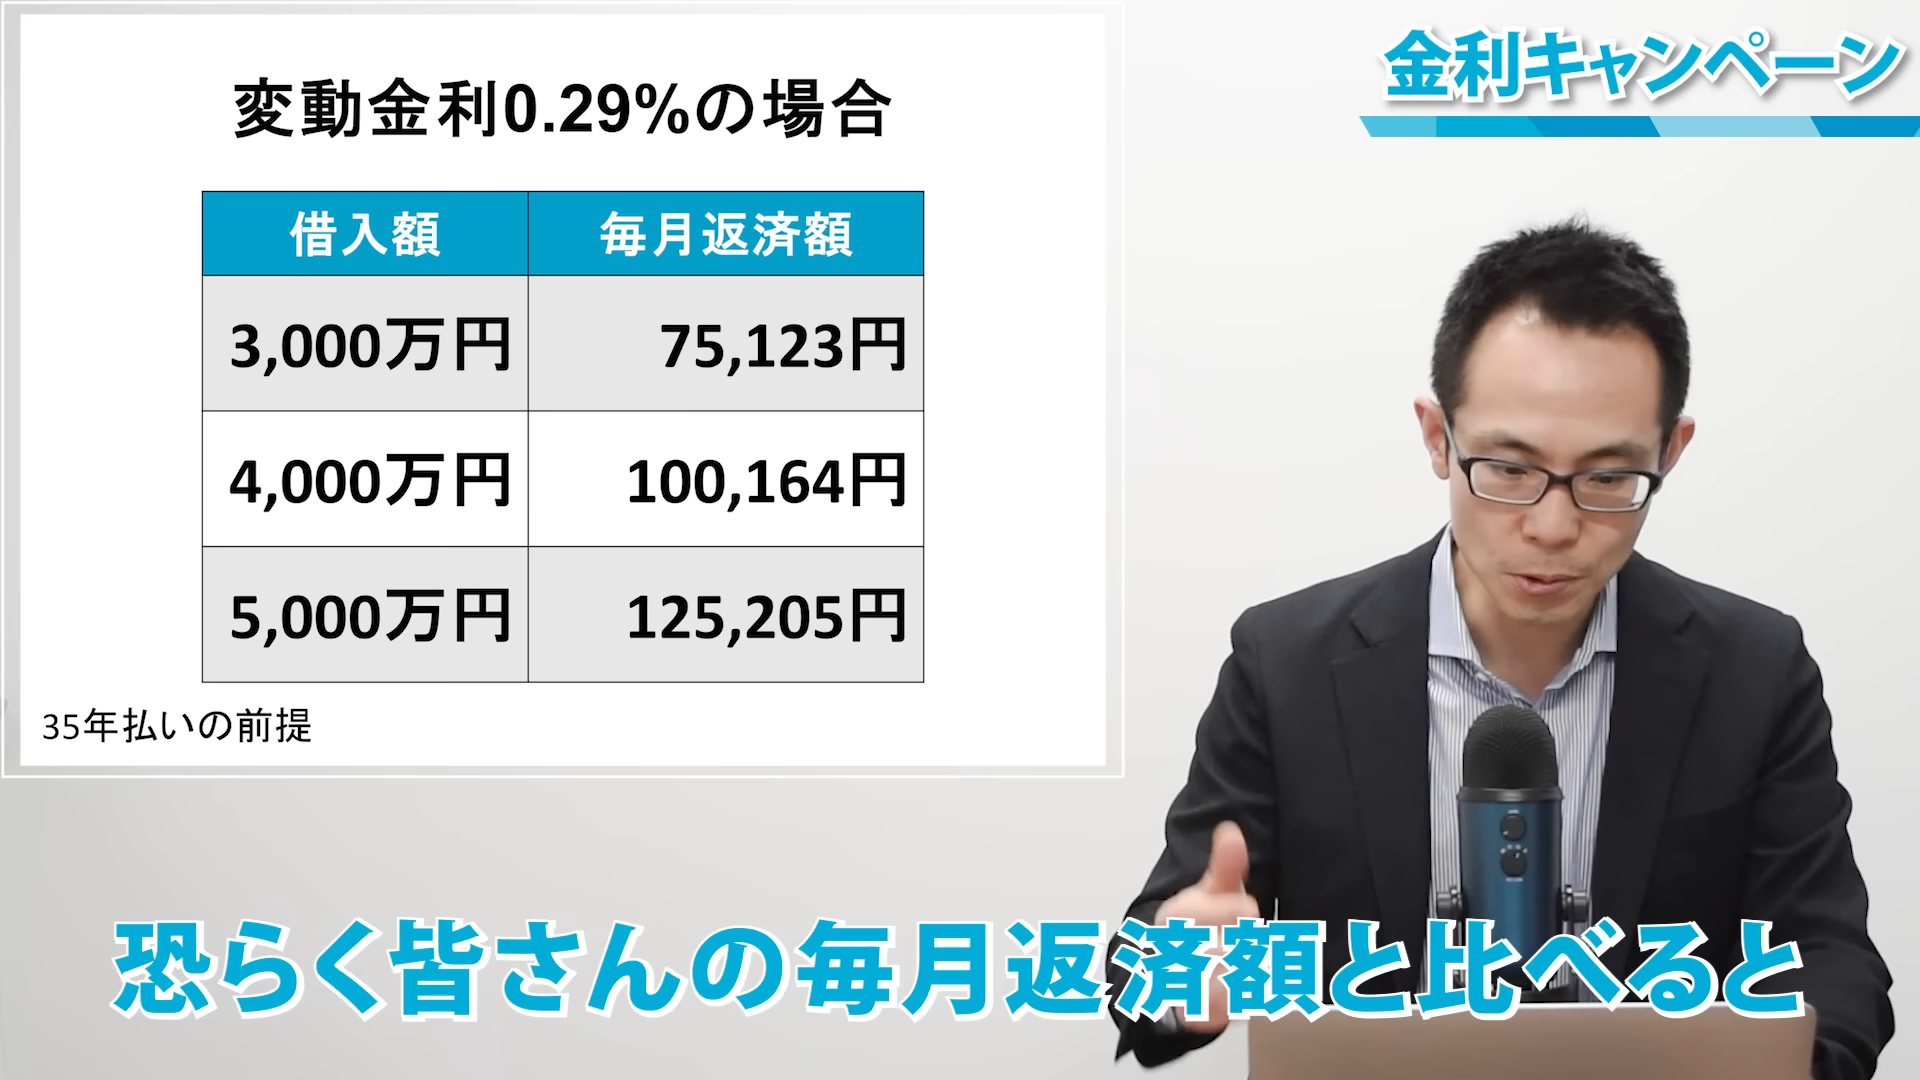 変動金利0.29%の場合
借入額 毎月返済額
3,000万円 75,123円
4,000万円 100,164円
5,000万円 125,205円
35年払いの前提
金利キャンペーン
恐らく皆さんの毎月返済額と比べると